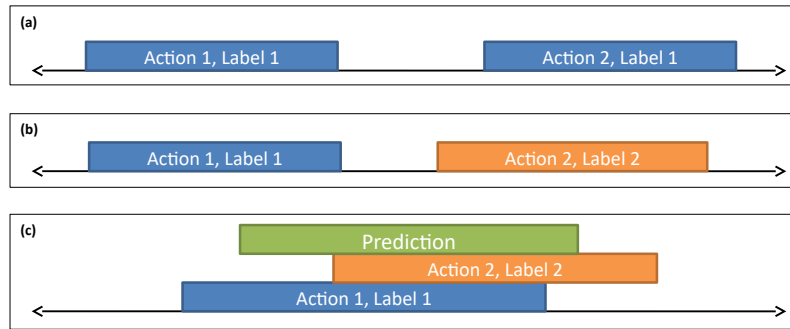 (a)
Action 1, Label 1
Action 2, Label 1
(b)
Action 1, Label 1
Action 2, Label 2
(c)
Prediction
Action 2, Label 2
Action 1, Label 1